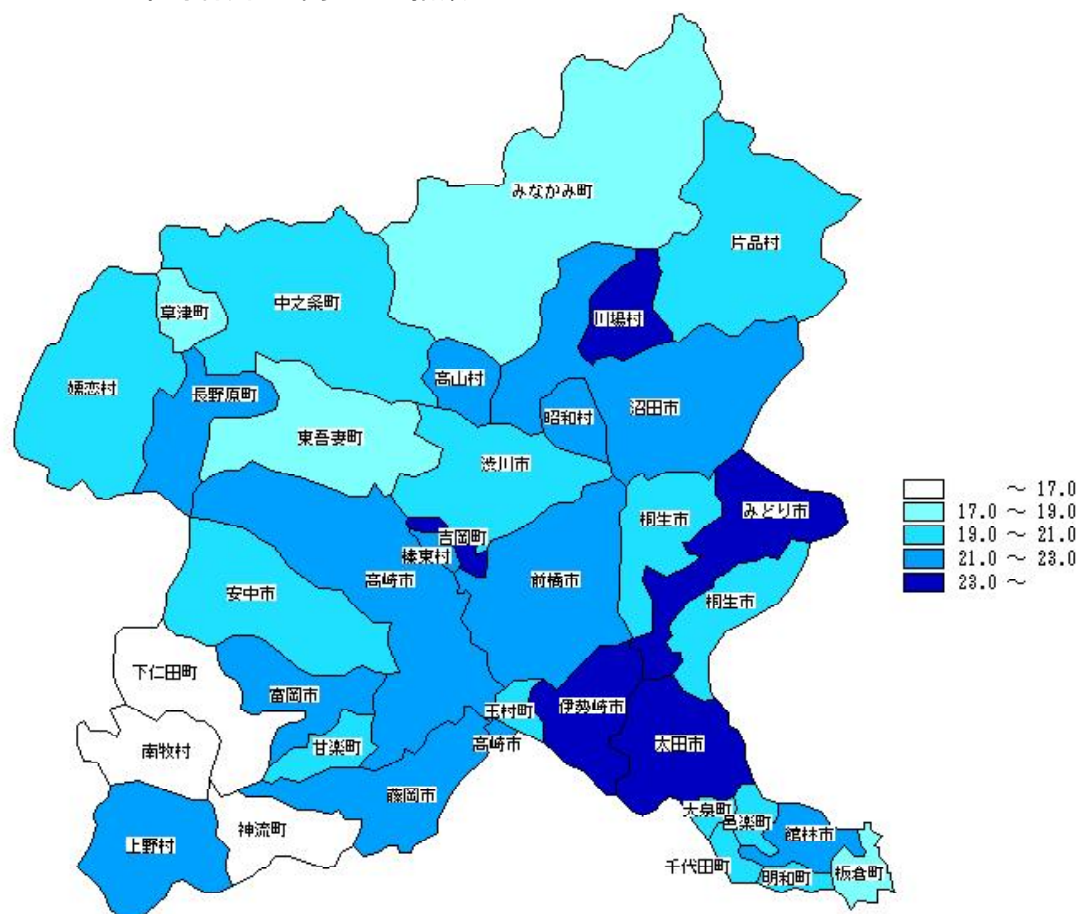 みなかみ町
片品村
草津町
中之条町
川場村
嬬恋村
長野原町
高山村
昭和村
沼田市
東吾妻町
渋川市
桐生市
みどり市
吉岡町
榛東村
高崎市
前橋市
安中市
桐生市
下仁田町
富岡市
玉村町
伊勢崎市
南牧村
甘楽町
高崎市
太田市
藤岡市
上野村
神流町
大泉町
邑楽町
館林市
千代田町
明和町
板倉町
～ 17.0
17.0 ～ 19.0
19.0 ～ 21.0
21.0 ～ 23.0
23.0 ～